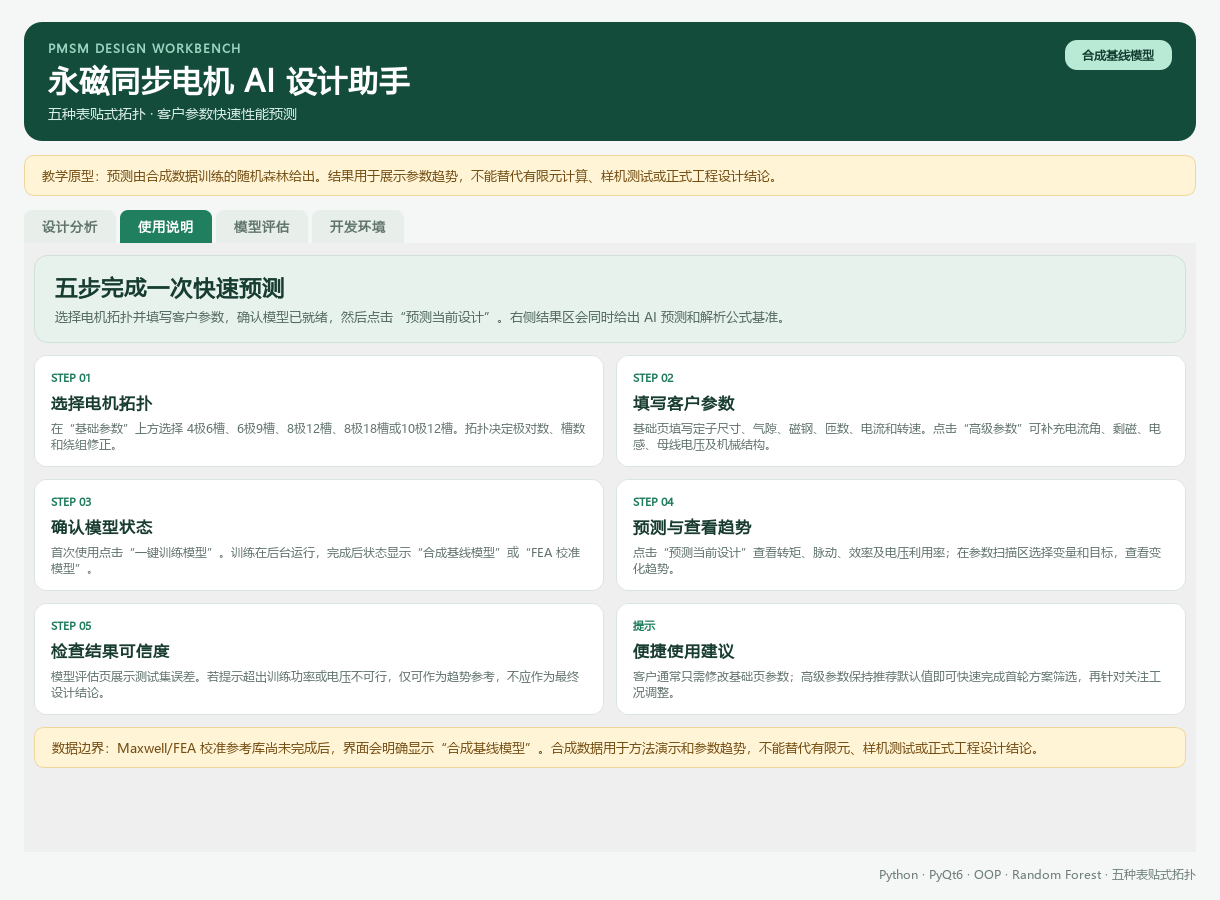 PMSM DESIGN WORKBENCH
永磁同步电机 AI 设计助手
五种表贴式拓扑 · 客户参数快速性能预测
合成基线模型
教学原型：预测由合成数据训练的随机森林给出。结果用于展示参数趋势，不能替代有限元计算、样机测试或正式工程设计结论。
设计分析
使用说明
模型评估
开发环境
五步完成一次快速预测
选择电机拓扑并填写客户参数，确认模型已就绪，然后点击“预测当前设计”。右侧结果区会同时给出 AI 预测和解析公式基准。
STEP 01
选择电机拓扑
在“基础参数”上方选择 4极6槽、6极9槽、8极12槽、8极18槽或10极12槽。拓扑决定极对数、槽数
和绕组修正。
STEP 02
填写客户参数
基础页填写定子尺寸、气隙、磁钢、匝数、电流和转速。点击“高级参数”可补充电流角、剩磁、电
感、母线电压及机械结构。
STEP 03
确认模型状态
首次使用点击“一键训练模型”。训练在后台运行，完成后状态显示“合成基线模型”或“FEA 校准
模型”。
STEP 04
预测与查看趋势
点击“预测当前设计”查看转矩、脉动、效率及电压利用率；在参数扫描区选择变量和目标，查看变
化趋势。
STEP 05
检查结果可信度
模型评估页展示测试集误差。若提示超出训练功率或电压不可行，仅可作为趋势参考，不应作为最终
设计结论。
提示
便捷使用建议
客户通常只需修改基础页参数；高级参数保持推荐默认值即可快速完成首轮方案筛选，再针对关注工
况调整。
数据边界：Maxwell/FEA 校准参考库尚未完成后，界面会明确显示“合成基线模型”。合成数据用于方法演示和参数趋势，不能替代有限元、样机测试或正式工程设计结论。
Python · PyQt6 · OOP · Random Forest · 五种表贴式拓扑